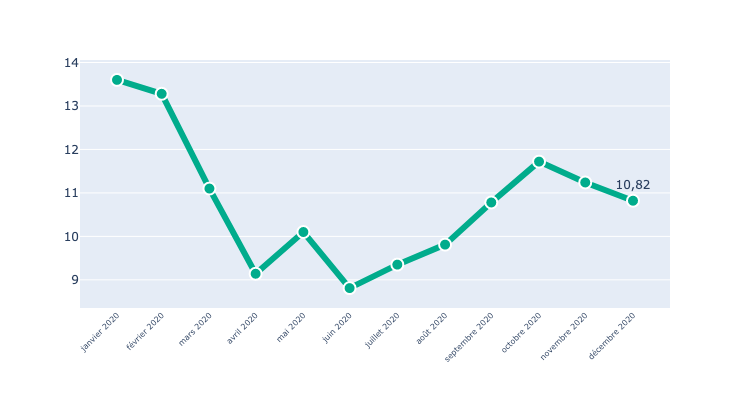 14
13
12
11
10
9
10,82
janvier 2020
février 2020
mars 2020
avril 2020
mai 2020
juin 2020
juillet 2020
août 2020
septembre 2020
octobre 2020
novembre 2020
décembre 2020